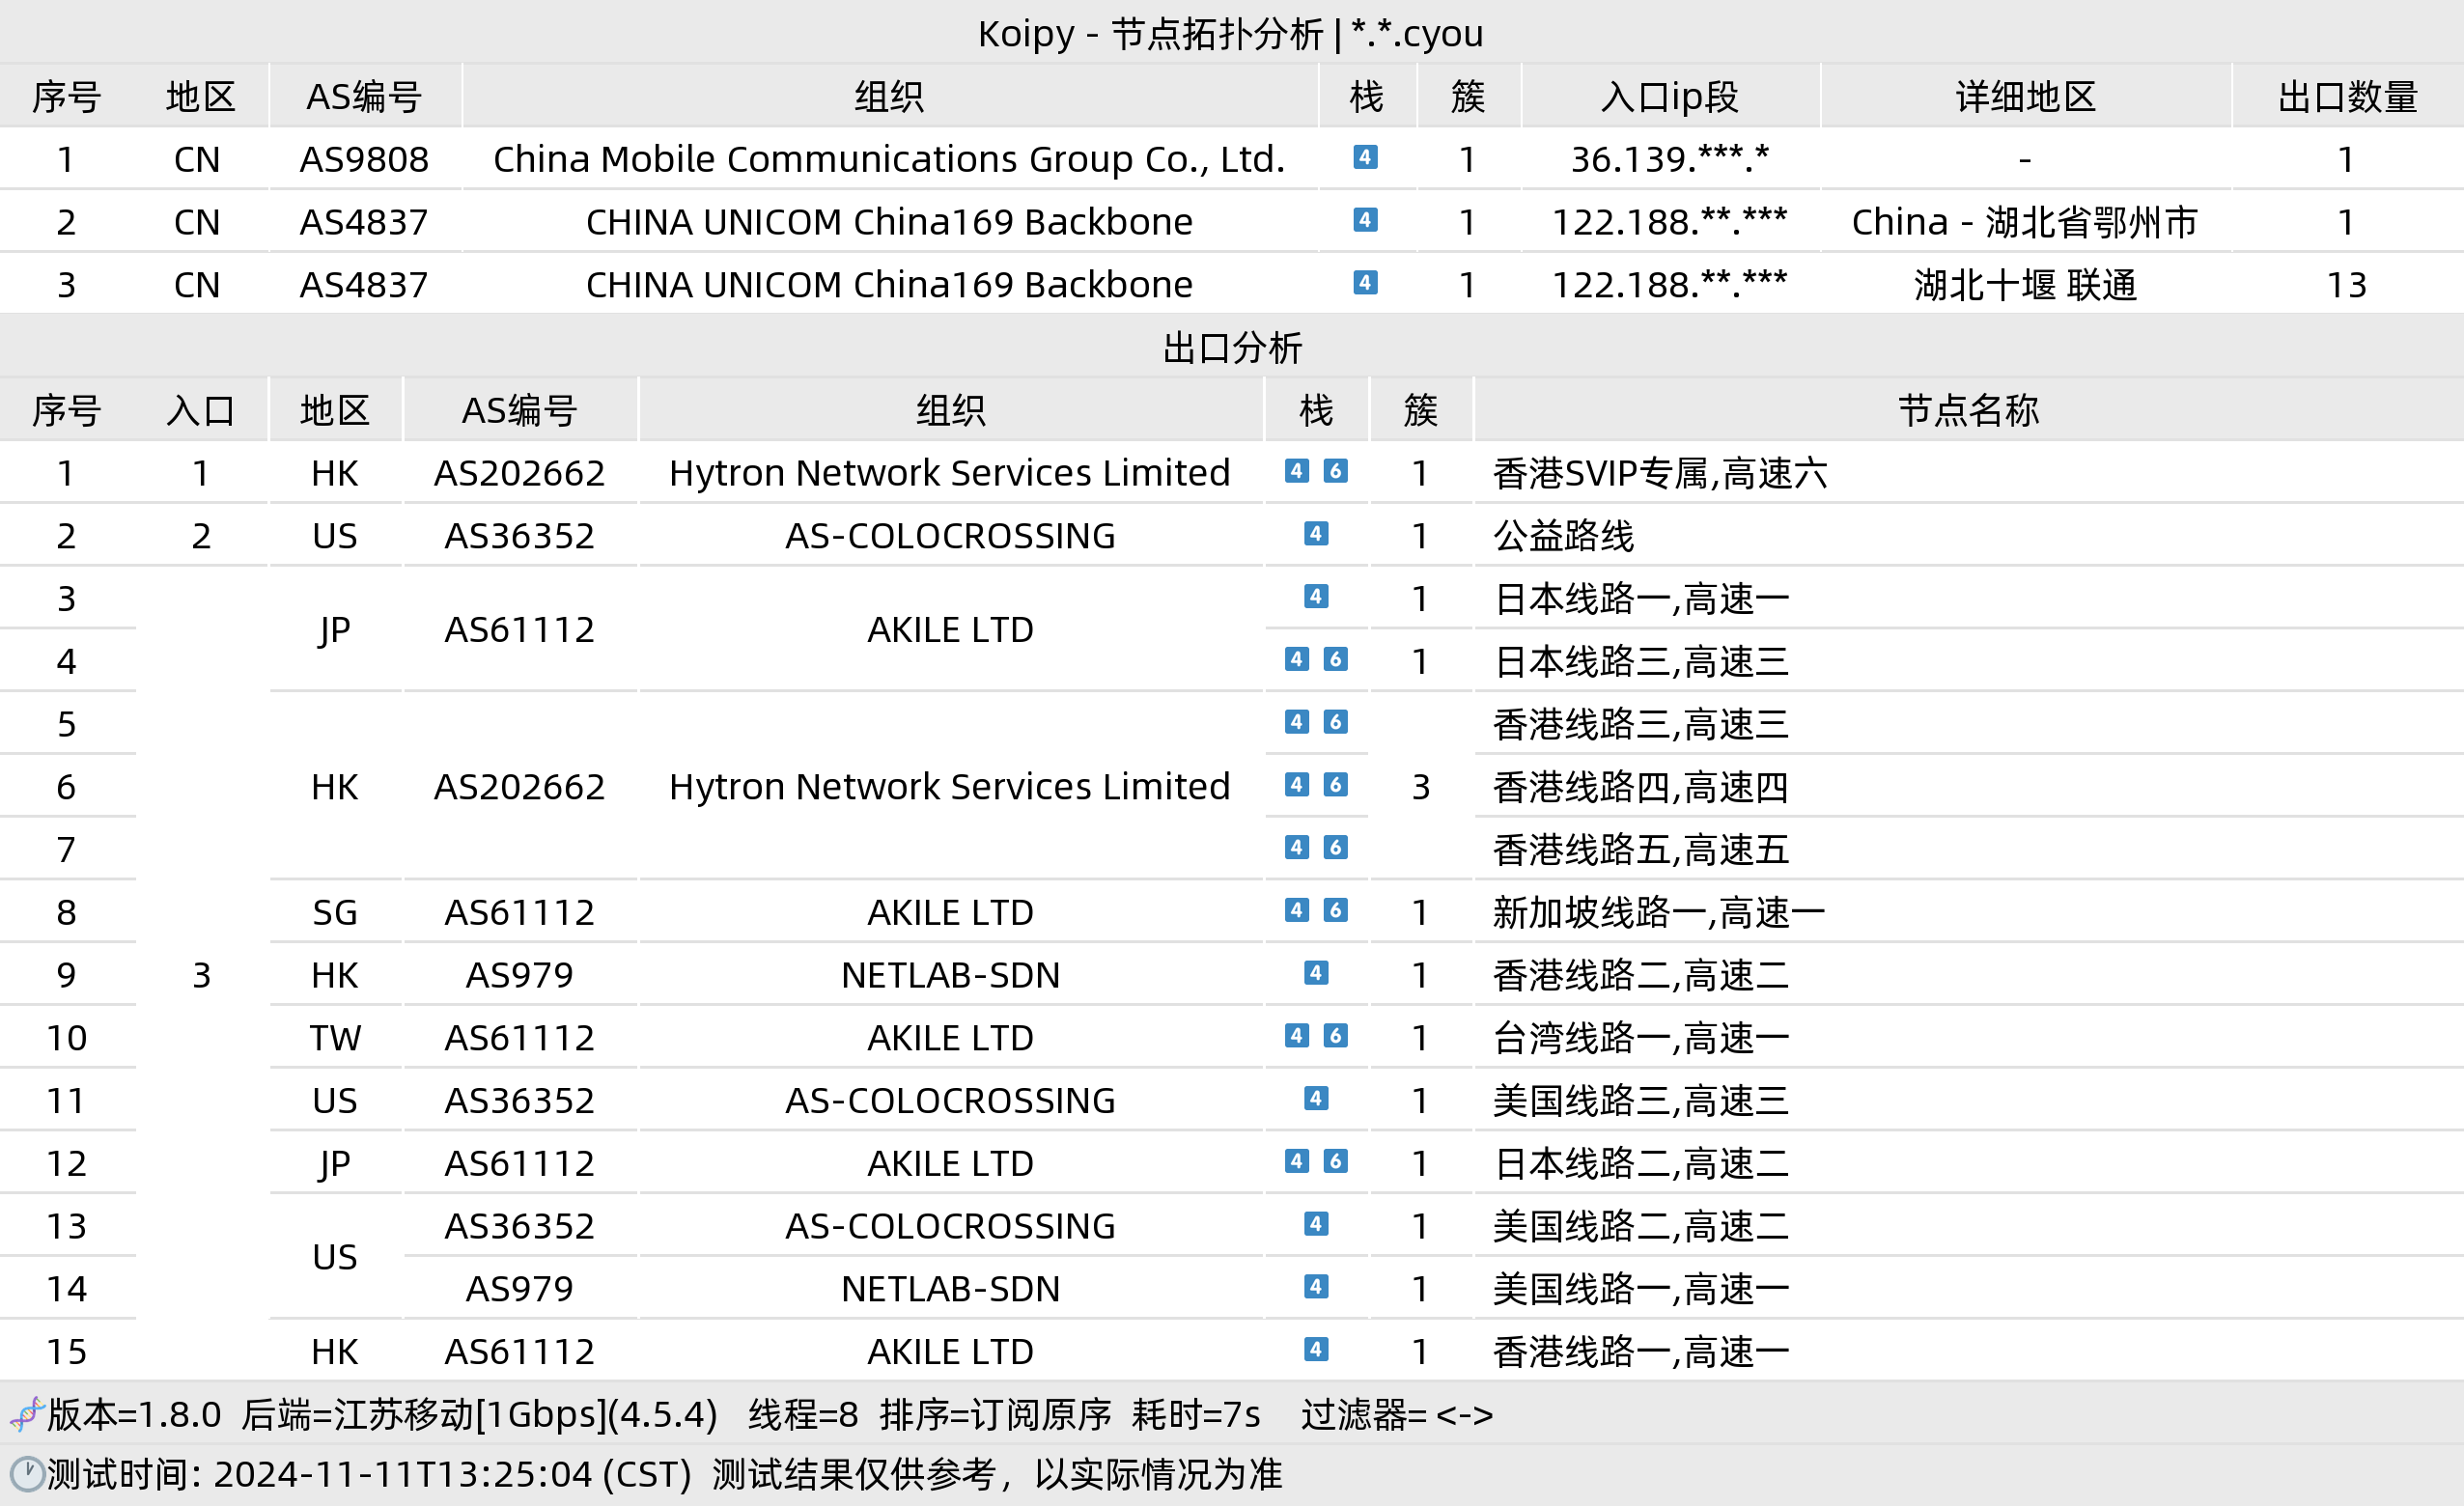 Koipy - 节点拓扑分析 | *.*.cyou
序号 地区 AS编号 组织 栈 簇 入口ip段 详细地区 出口数量
1 CN AS9808 China Mobile Communications Group Co., Ltd. 4 1 36.139.***.* - 1
2 CN AS4837 CHINA UNICOM China169 Backbone 4 1 122.188.**.*** China - 湖北省鄂州市 1
3 CN AS4837 CHINA UNICOM China169 Backbone 4 1 122.188.**.*** 湖北十堰 联通 13
出口分析
序号 入口 地区 AS编号 组织 栈 簇 节点名称
1 1 HK AS202662 Hytron Network Services Limited 4 6 1 香港SVIP专属,高速六
2 2 US AS36352 AS-COLOCROSSING 4 1 公益路线
3 4 1 日本线路一,高速一
JP AS61112 AKILE LTD
4 4 6 1 日本线路三,高速三
5 4 6 香港线路三,高速三
6 HK AS202662 Hytron Network Services Limited 4 6 3 香港线路四,高速四
7 4 6 香港线路五,高速五
8 SG AS61112 AKILE LTD 4 6 1 新加坡线路一,高速一
9 3 HK AS979 NETLAB-SDN 4 1 香港线路二,高速二
10 TW AS61112 AKILE LTD 4 6 1 台湾线路一,高速一
11 US AS36352 AS-COLOCROSSING 4 1 美国线路三,高速三
12 JP AS61112 AKILE LTD 4 6 1 日本线路二,高速二
13 AS36352 AS-COLOCROSSING 4 1 美国线路二,高速二
US
14 AS979 NETLAB-SDN 4 1 美国线路一,高速一
15 HK AS61112 AKILE LTD 4 1 香港线路一,高速一
版本=1.8.0 后端=江苏移动[1Gbps](4.5.4) 线程=8 排序=订阅原序 耗时=7s 过滤器= <->
测试时间: 2024-11-11T13:25:04 (CST) 测试结果仅供参考，以实际情况为准